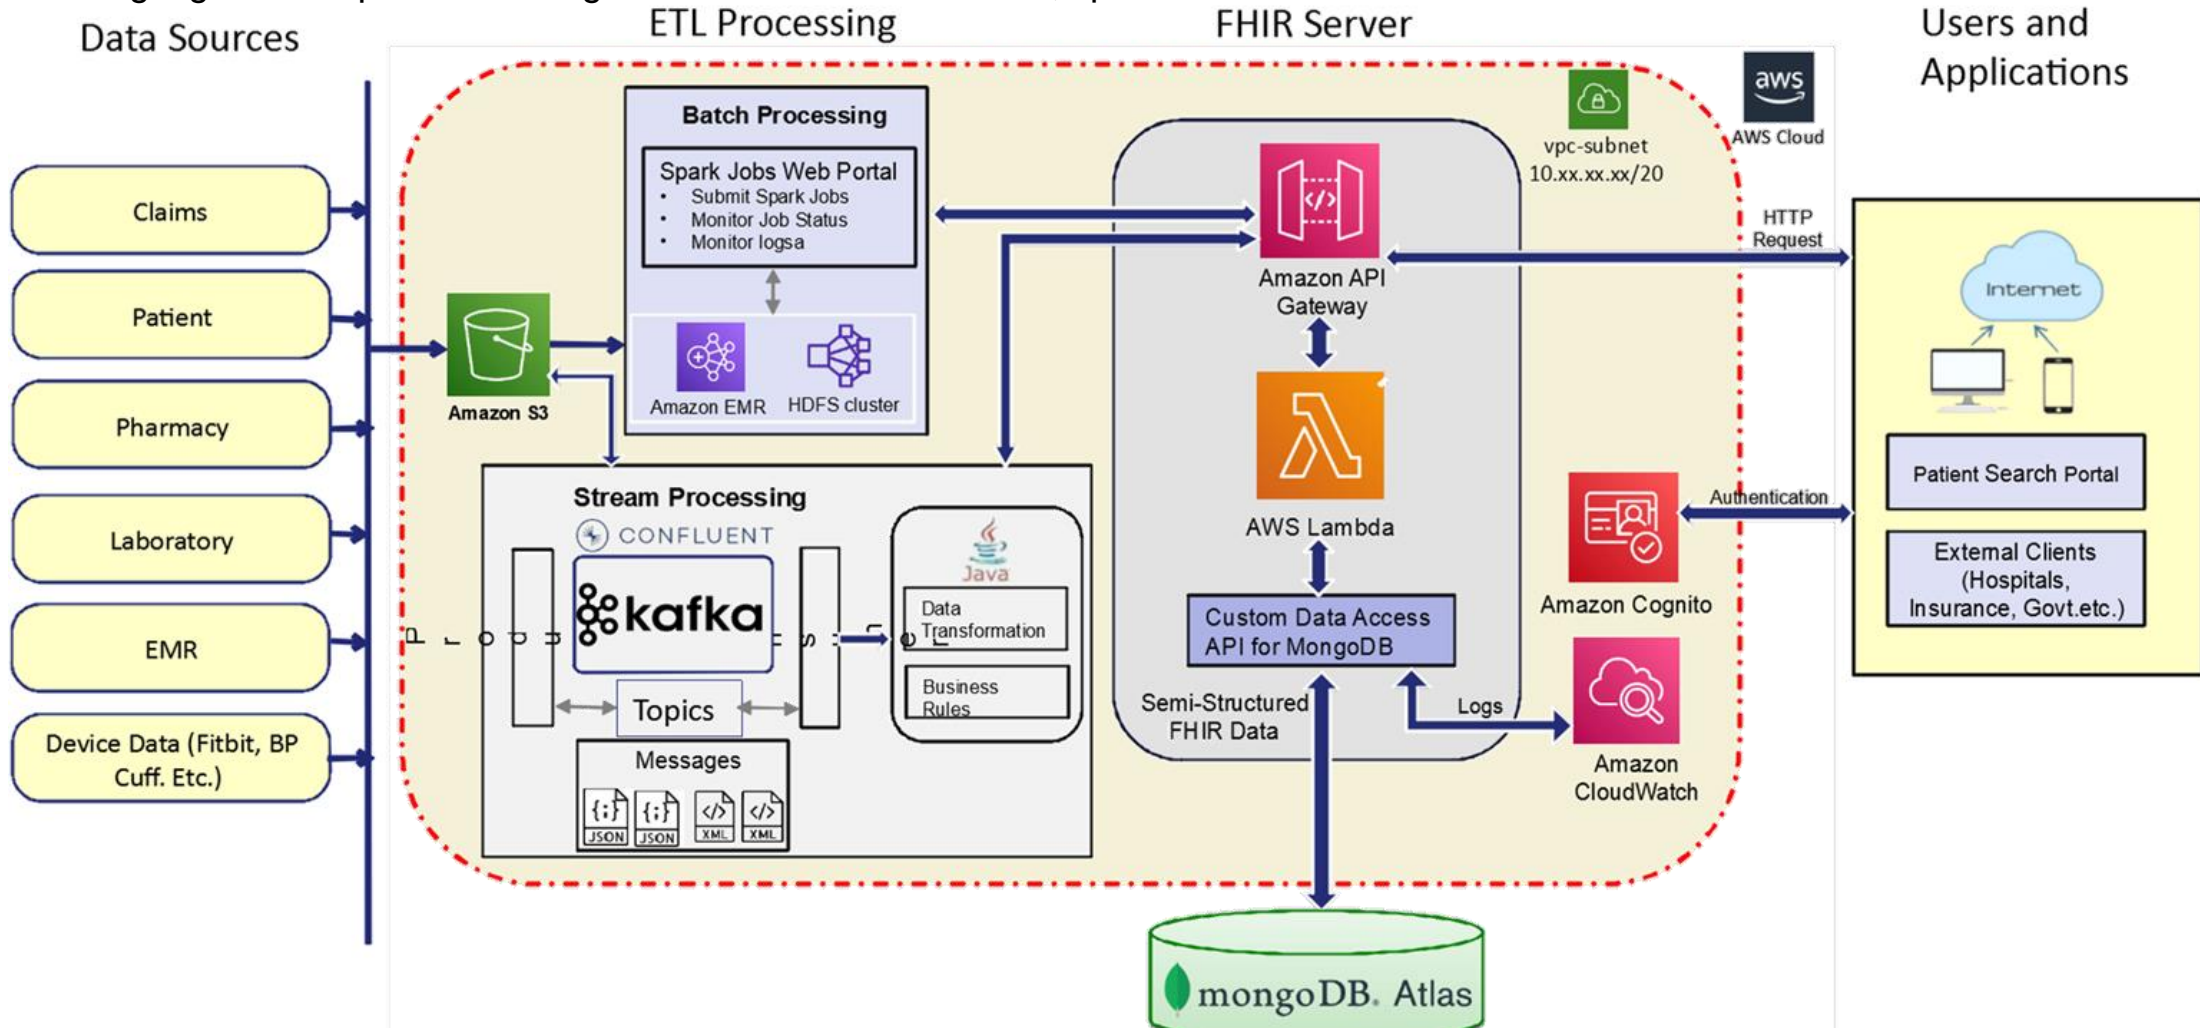 Data Sources
ETL Processing
FHIR Server
Users and
Applications
Claims
Patient
Pharmacy
Laboratory
EMR
Device Data (Fitbit, BP
Cuff. Etc.)
Amazon S3
Batch Processing
Spark Jobs Web Portal
• Submit Spark Jobs
• Monitor Job Status
• Monitor logsa
Amazon EMR
HDFS cluster
Stream Processing
CONFLUENT
kafka
Topics
Messages
{;} JSON
{;} JSON
</> XML
</> XML
Java
Data
Transformation
Business
Rules
</>
Amazon API
Gateway
AWS Lambda
Custom Data Access
API for MongoDB
Semi-Structured
FHIR Data
Logs
vpc-subnet
10.xx.xx.xx/20
aws
AWS Cloud
HTTP
Request
Authentication
Amazon Cognito
Amazon
CloudWatch
Internet
Patient Search Portal
External Clients
(Hospitals,
Insurance, Govt.etc.)
mongoDB. Atlas